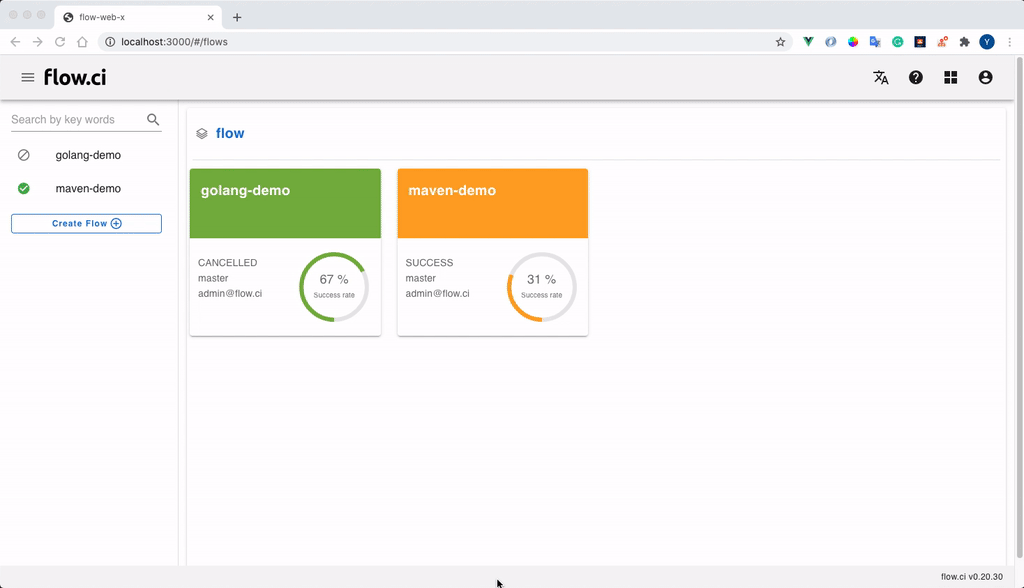 flow-web-x
localhost:3000/#/flows
Y
flow.ci
Search by key words
golang-demo
maven-demo
Create Flow
flow
golang-demo
CANCELLED
master
admin@flow.ci
67 %
Success rate
maven-demo
SUCCESS
master
admin@flow.ci
31 %
Success rate
flow.ci v0.20.30